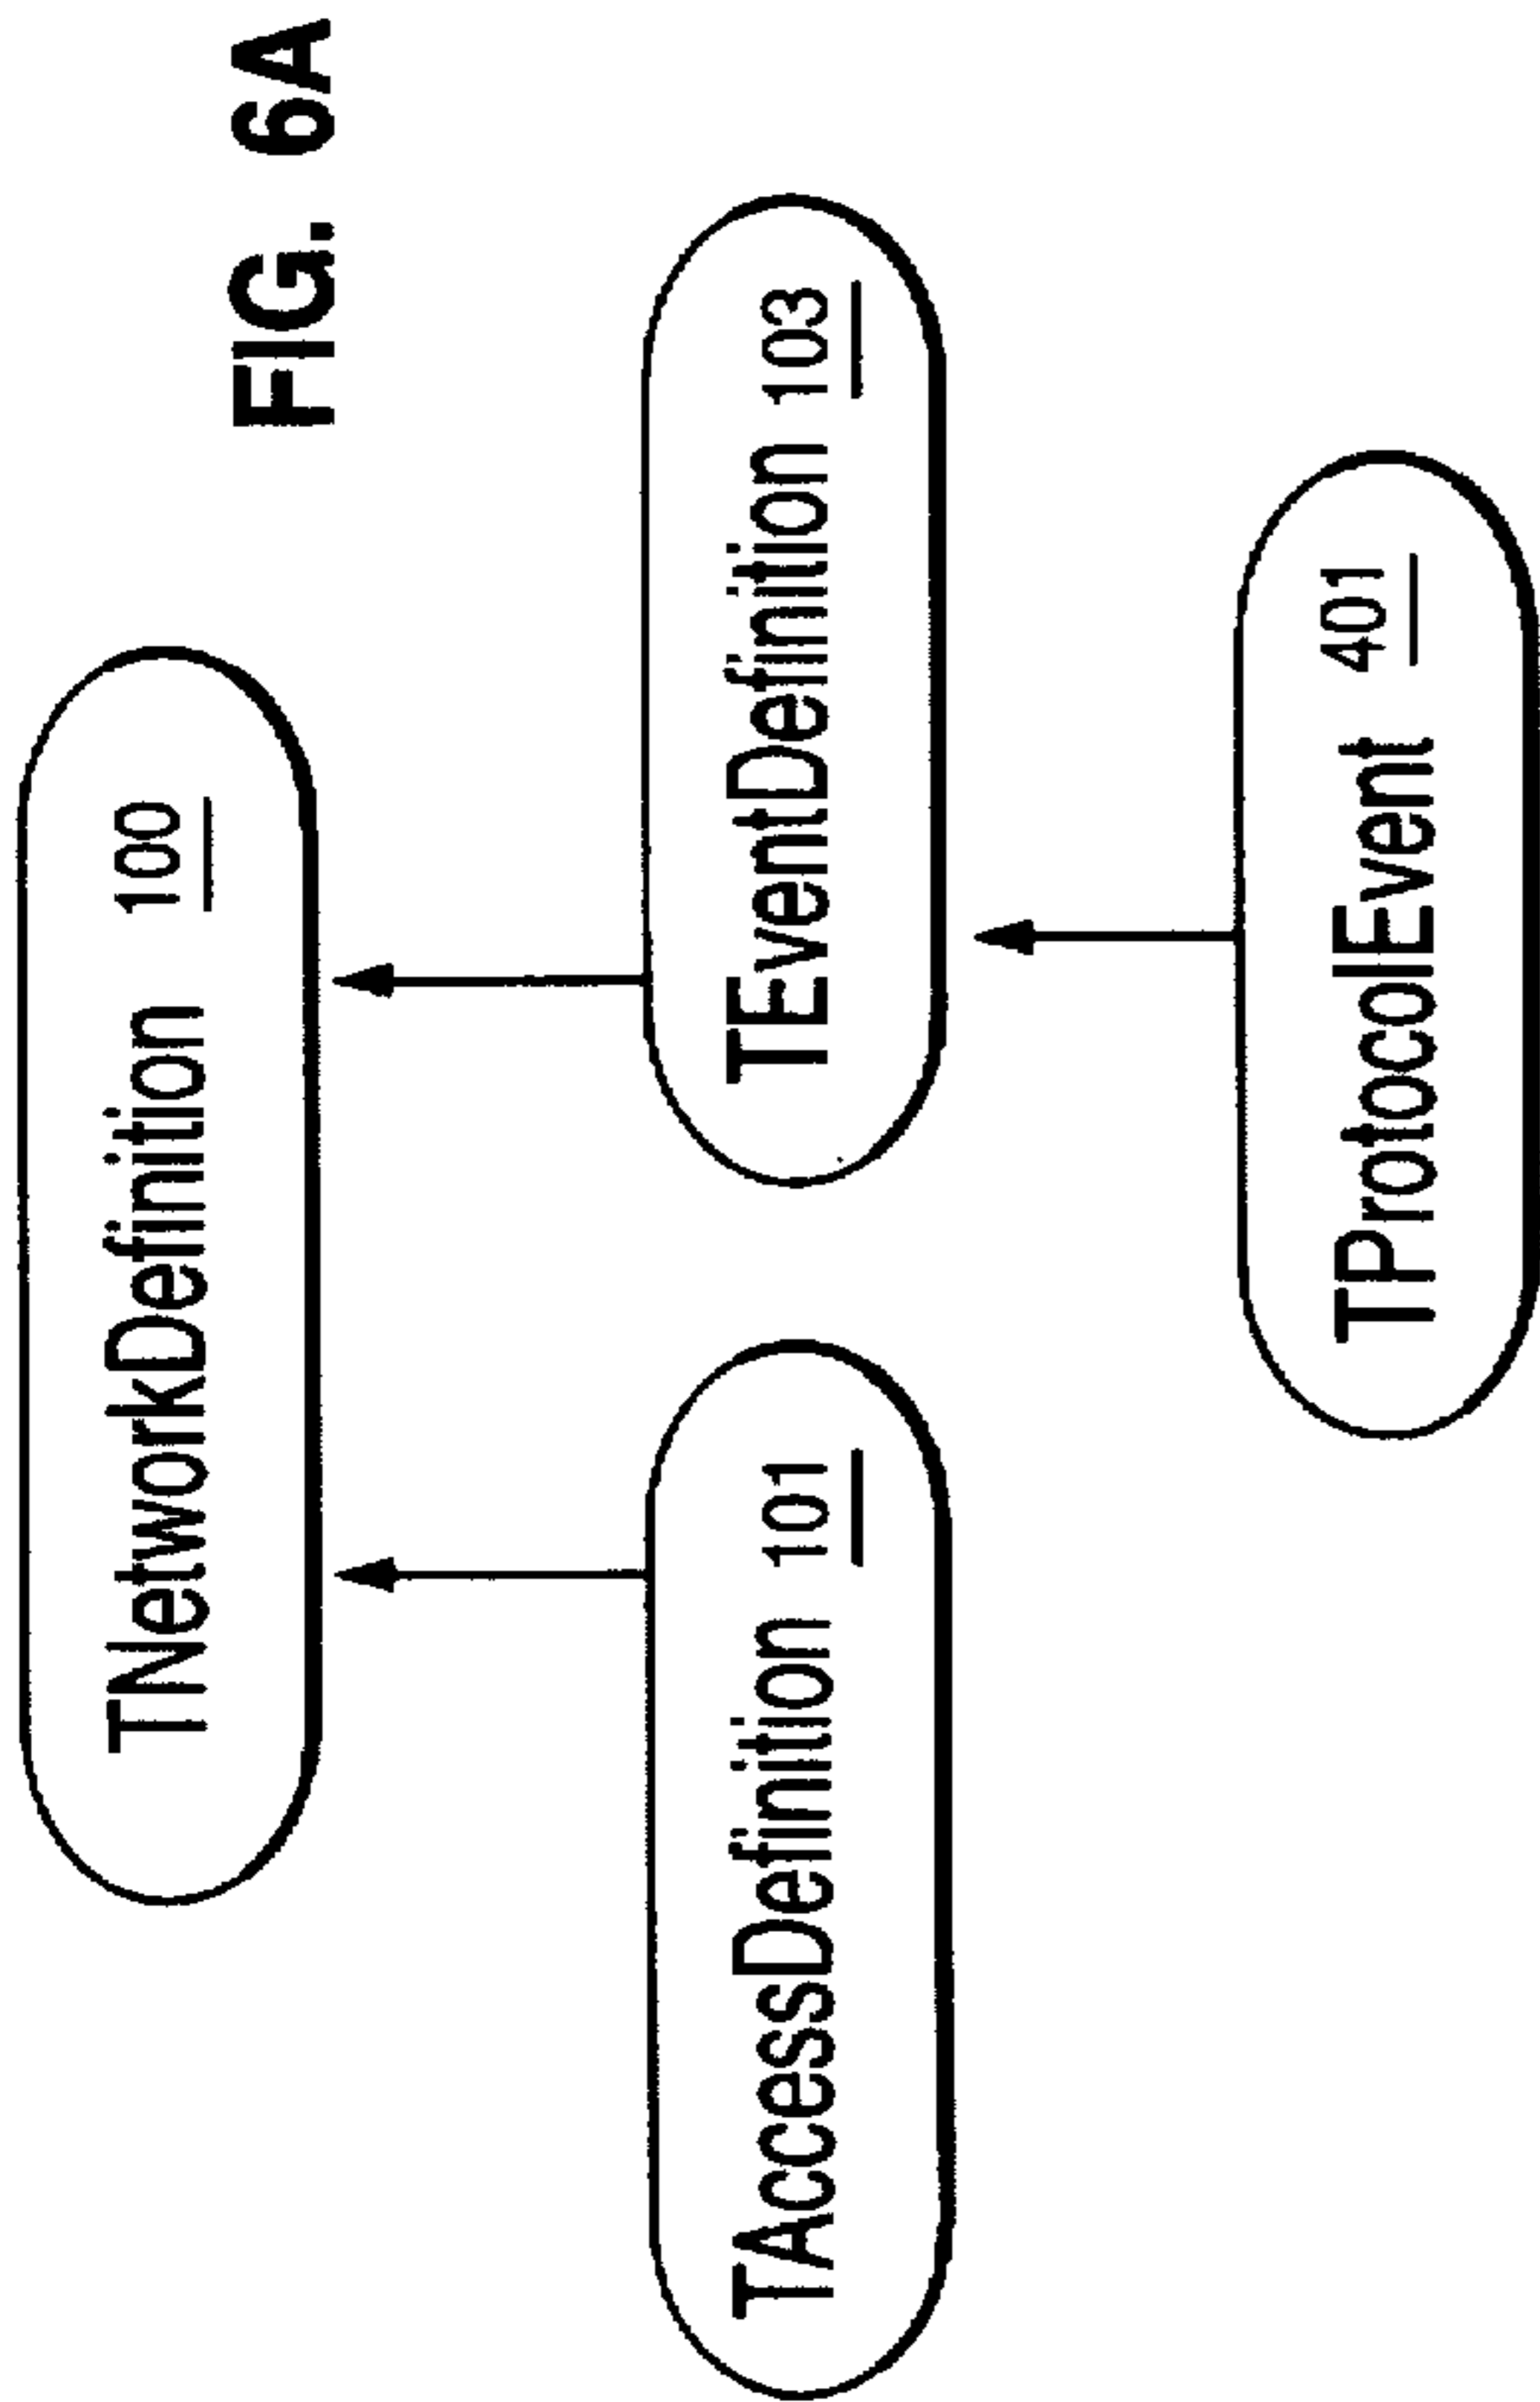 TNetworkDefinition 100
FIG. 6A
TAccessDefinition 101
TEventDefinition 103
TProtocolEvent 401